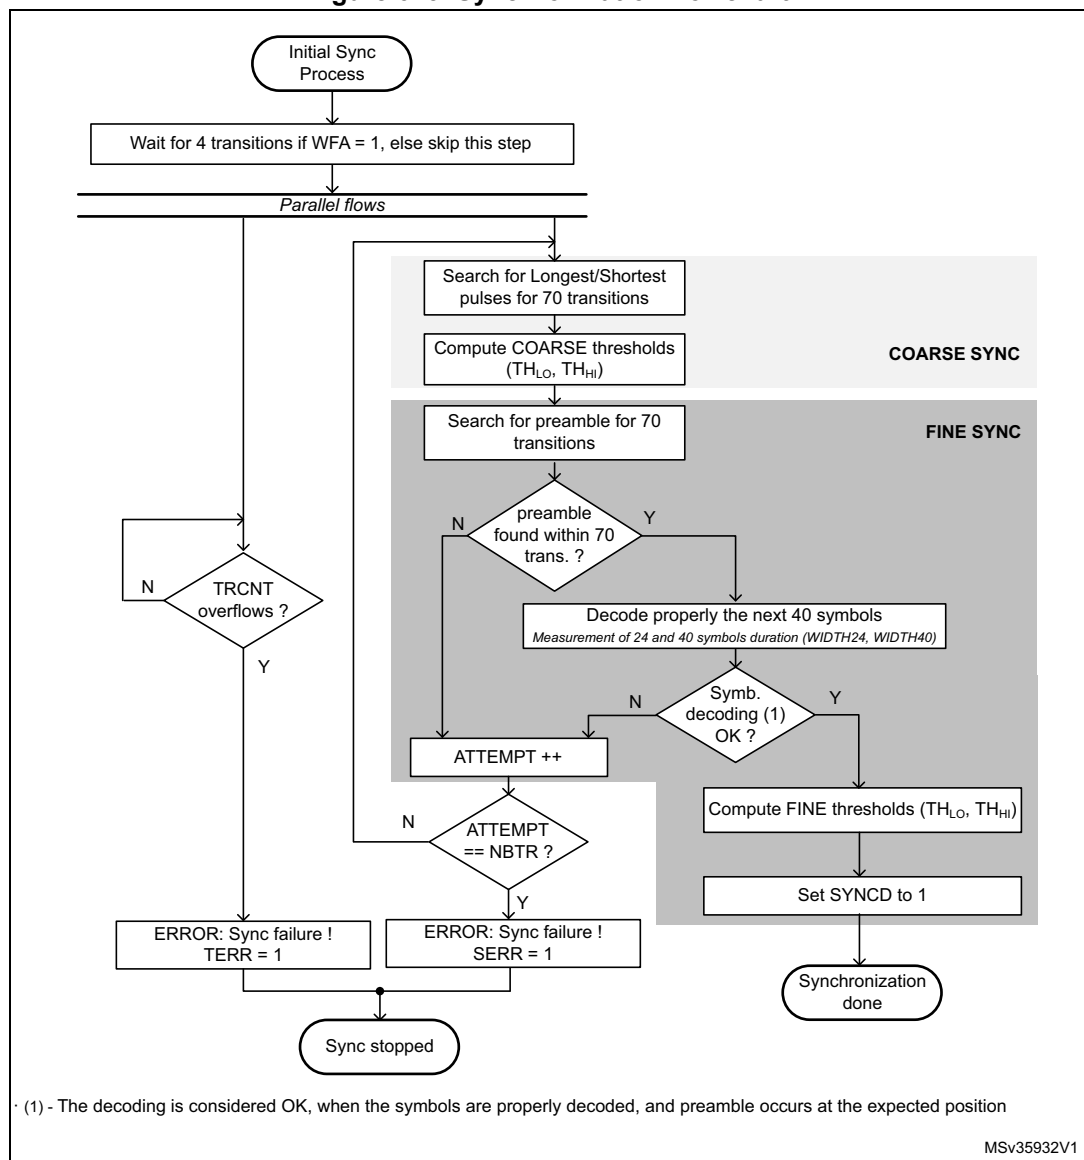 Initial Sync
Process
Wait for 4 transitions if WFA = 1, else skip this step
Parallel flows
Search for Longest/Shortest
pulses for 70 transitions
Compute COARSE thresholds
(TH_LO, TH_HI)
COARSE SYNC
Search for preamble for 70
transitions
FINE SYNC
preamble
found within 70
trans. ?
N
Y
TRCNT
overflows ?
N
Y
Decode properly the next 40 symbols
Measurement of 24 and 40 symbols duration (WIDTH24, WIDTH40)
Symb.
decoding (1)
OK ?
N
Y
ATTEMPT ++
Compute FINE thresholds (TH_LO, TH_HI)
ATTEMPT
== NBTR ?
N
Y
Set SYNCD to 1
ERROR: Sync failure !
TERR = 1
ERROR: Sync failure !
SERR = 1
Synchronization
done
Sync stopped
(1) - The decoding is considered OK, when the symbols are properly decoded, and preamble occurs at the expected position
MSv35932V1